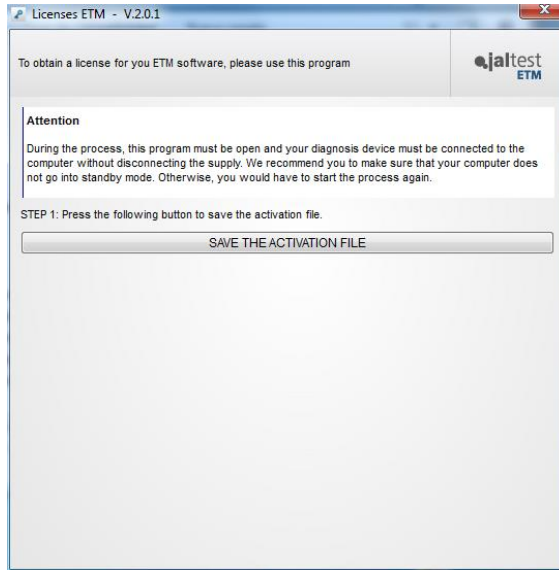 Licenses ETM - V.2.0.1
To obtain a license for you ETM software, please use this program
jaltest
ETM
Attention
During the process, this program must be open and your diagnosis device must be connected to the
computer without disconnecting the supply. We recommend you to make sure that your computer does
not go into standby mode. Otherwise, you would have to start the process again.
STEP 1: Press the following button to save the activation file.
SAVE THE ACTIVATION FILE